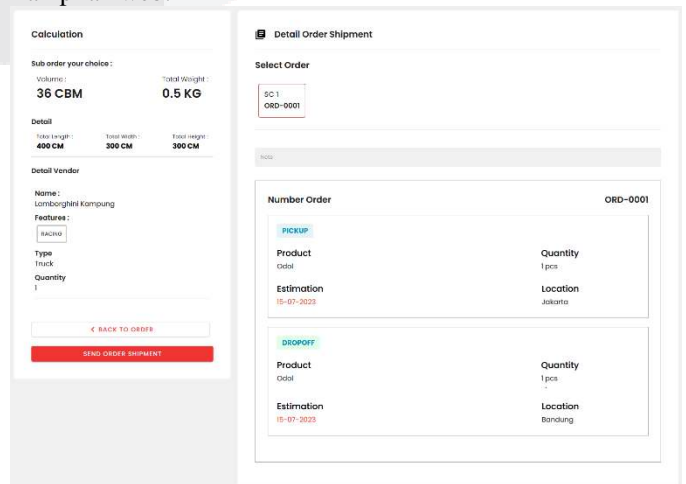 Calculation
Sub order your choice :
Volume :
Total Weight :
36 CBM
0.5 KG
Detail
Total Length :
Total Width :
Total Height :
400 CM
300 CM
300 CM
Detail Vendor
Name :
Lamborghini Kampung
Features :
RACING
Type
Truck
Quantity
1
BACK TO ORDER
SEND ORDER SHIPMENT
Detail Order Shipment
Select Order
SC 1
ORD-0001
Number Order
ORD-0001
PICKUP
Product
Quantity
Odol
1 pcs
Estimation
Location
15-07-2023
Jakarta
DROPOFF
Product
Quantity
Odol
1 pcs
Estimation
Location
15-07-2023
Bandung